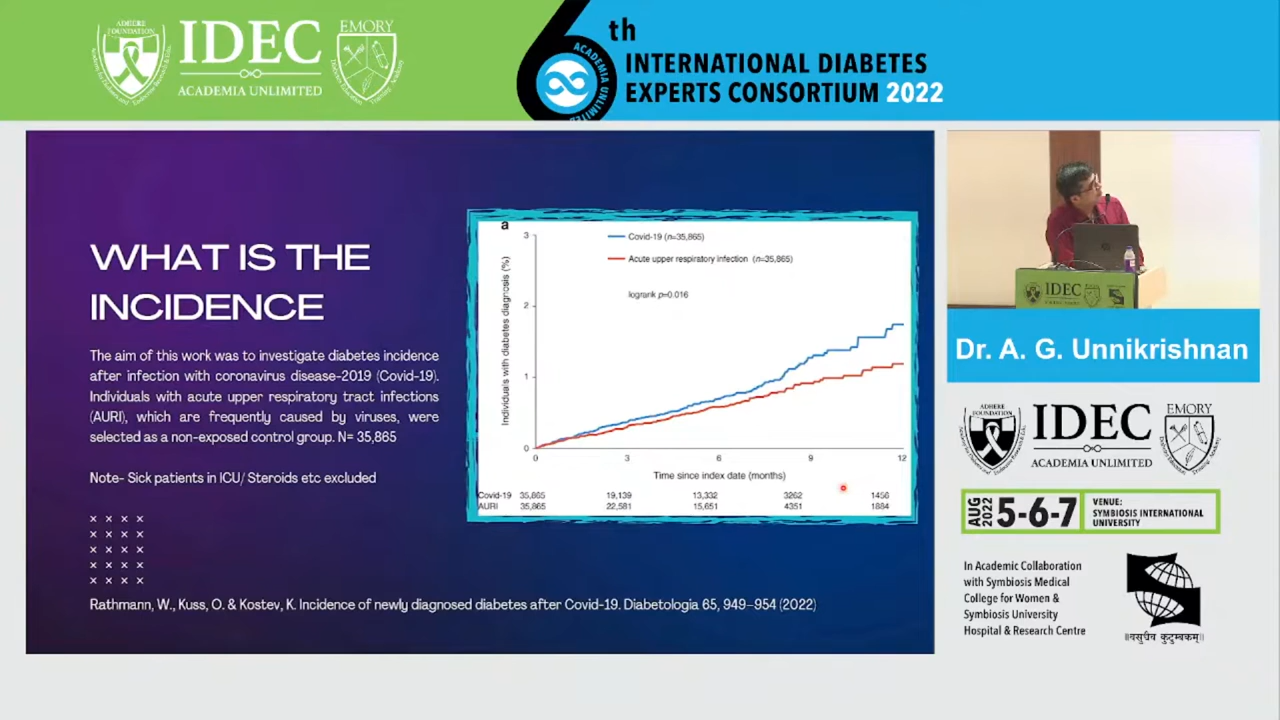 ADHERE
FOUNDATION
IDEC
ACADEMIA UNLIMITED
EMORY
6th
ACADEMIA UNLIMITED
INTERNATIONAL DIABETES
EXPERTS CONSORTIUM 2022
WHAT IS THE
INCIDENCE
The aim of this work was to investigate diabetes incidence
after infection with coronavirus disease-2019 (Covid-19).
Individuals with acute upper respiratory tract infections
(AURI), which are frequently caused by viruses, were
selected as a non-exposed control group. N= 35,865
Note- Sick patients in ICU/ Steroids etc excluded
a
Individuals with diabetes diagnosis (%)
3
2
1
0
Covid-19 (n=35,865)
Acute upper respiratory infection (n=35,865)
logrank p=0.016
0 3 6 9 12
Time since index date (months)
Covid-19 35,865 19,139 13,332 3262 1456
AURI 35,865 22,581 15,651 4351 1884
Rathmann, W., Kuss, O. & Kostev, K. Incidence of newly diagnosed diabetes after Covid-19. Diabetologia 65, 949–954 (2022)
IDEC
Dr. A. G. Unnikrishnan
ADHERE
FOUNDATION
IDEC
ACADEMIA UNLIMITED
EMORY
AUG
2022
5-6-7
VENUE:
SYMBIOSIS INTERNATIONAL
UNIVERSITY
In Academic Collaboration
with Symbiosis Medical
College for Women &
Symbiosis University
Hospital & Research Centre
॥वसुधैव कुटुम्बकम्॥